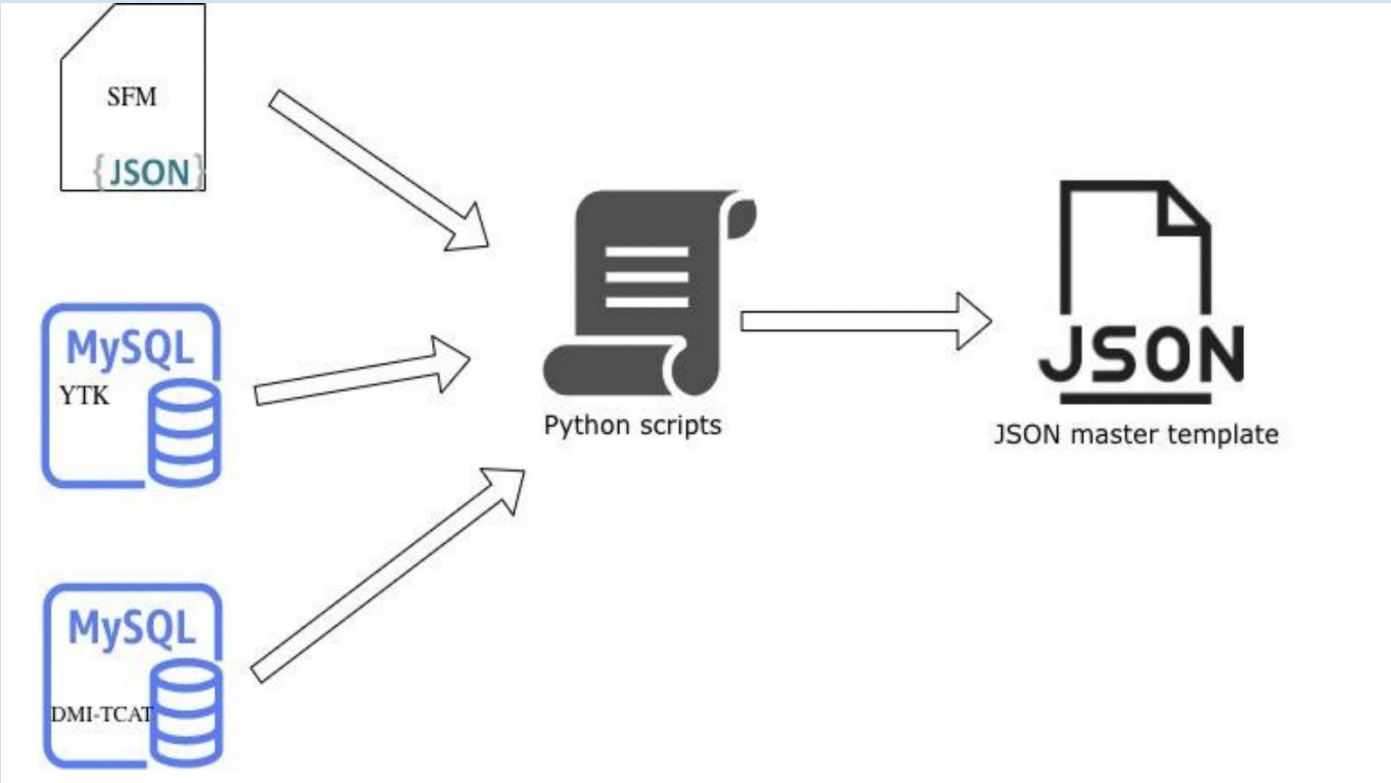 SFM
{JSON}
MySQL
YTK
MySQL
DMI-TCAT
Python scripts
JSON
JSON master template